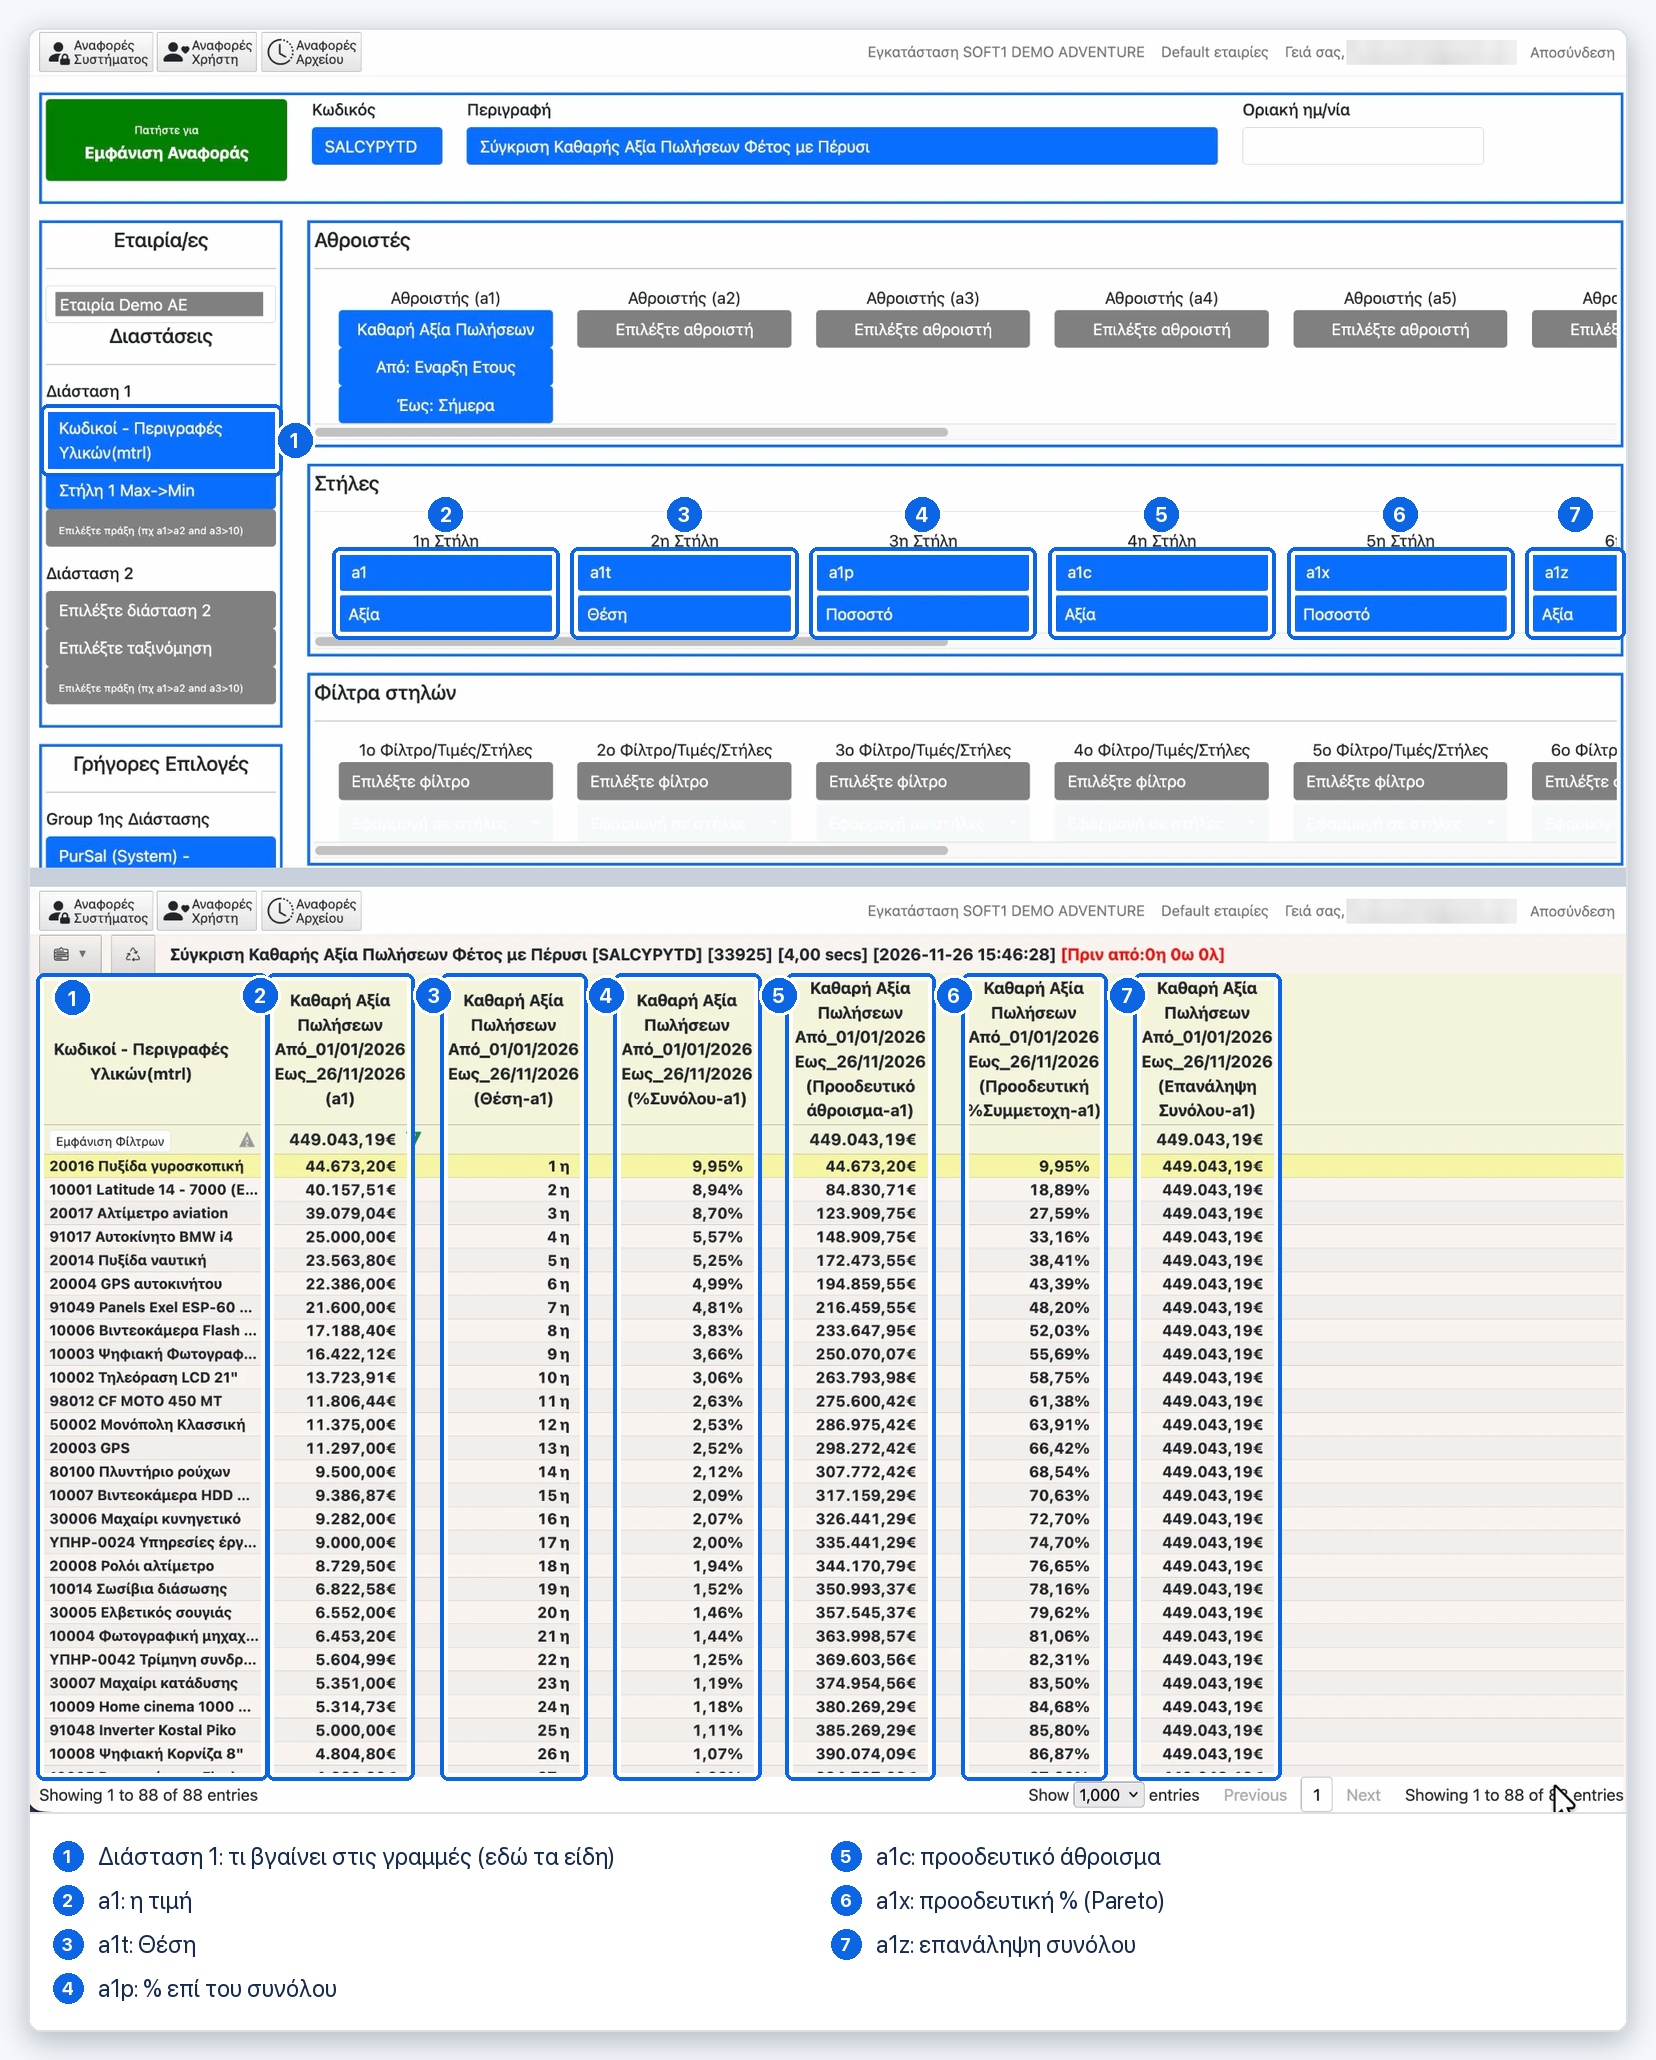 Αναφορές Συστήματος
Αναφορές Χρήστη
Αναφορές Αρχείου
Εγκατάσταση SOFT1 DEMO ADVENTURE Default εταιρίες Γειά σας, Αποσύνδεση
Πατήστε για
Εμφάνιση Αναφοράς
Κωδικός
SALCYPYTD
Περιγραφή
Σύγκριση Καθαρής Αξία Πωλήσεων Φέτος με Πέρυσι
Οριακή ημ/νία
Εταιρία/ες
Εταιρία Demo ΑΕ
Διαστάσεις
Διάσταση 1
Κωδικοί - Περιγραφές
Υλικών(mtrl)
1
Στήλη 1 Max->Min
Επιλέξτε πράξη (πχ a1>a2 and a3>10)
Διάσταση 2
Επιλέξτε διάσταση 2
Επιλέξτε ταξινόμηση
Επιλέξτε πράξη (πχ a1>a2 and a3>10)
Γρήγορες Επιλογές
Group 1ης Διάστασης
PurSal (System) -
Αθροιστές
Αθροιστής (a1) Αθροιστής (a2) Αθροιστής (a3) Αθροιστής (a4) Αθροιστής (a5)
Καθαρή Αξία Πωλήσεων Επιλέξτε αθροιστή Επιλέξτε αθροιστή Επιλέξτε αθροιστή Επιλέξτε αθροιστή
Από: Εναρξη Ετους
Έως: Σήμερα
Στήλες
2 3 4 5 6 7
1η Στήλη 2η Στήλη 3η Στήλη 4η Στήλη 5η Στήλη
a1 a1t a1p a1c a1x a1z
Αξία Θέση Ποσοστό Αξία Ποσοστό Αξία
Φίλτρα στηλών
1ο Φίλτρο/Τιμές/Στήλες 2ο Φίλτρο/Τιμές/Στήλες 3ο Φίλτρο/Τιμές/Στήλες 4ο Φίλτρο/Τιμές/Στήλες 5ο Φίλτρο/Τιμές/Στήλες
Επιλέξτε φίλτρο Επιλέξτε φίλτρο Επιλέξτε φίλτρο Επιλέξτε φίλτρο Επιλέξτε φίλτρο Επιλέξτε
Εφαρμογή σε στήλες Εφαρμογή σε στήλες Εφαρμογή σε στήλες Εφαρμογή σε στήλες Εφαρμογή σε στήλες
Αναφορές Συστήματος
Αναφορές Χρήστη
Αναφορές Αρχείου
Εγκατάσταση SOFT1 DEMO ADVENTURE Default εταιρίες Γειά σας, Αποσύνδεση
Σύγκριση Καθαρής Αξία Πωλήσεων Φέτος με Πέρυσι [SALCYPYTD] [33925] [4,00 secs] [2026-11-26 15:46:28] [Πριν από:0η 0ω 0λ]
1 2 3 4 5 6 7
Κωδικοί - Περιγραφές Υλικών(mtrl)
Καθαρή Αξία Πωλήσεων Από_01/01/2026 Εως_26/11/2026 (a1)
Καθαρή Αξία Πωλήσεων Από_01/01/2026 Εως_26/11/2026 (Θέση-a1)
Καθαρή Αξία Πωλήσεων Από_01/01/2026 Εως_26/11/2026 (%Συνόλου-a1)
Καθαρή Αξία Πωλήσεων Από_01/01/2026 Εως_26/11/2026 (Προοδευτικό άθροισμα-a1)
Καθαρή Αξία Πωλήσεων Από_01/01/2026 Εως_26/11/2026 (Προοδευτική %Συμμετοχη-a1)
Καθαρή Αξία Πωλήσεων Από_01/01/2026 Εως_26/11/2026 (Επανάληψη Συνόλου-a1)
Εμφάνιση Φίλτρων 449.043,19€ 449.043,19€ 449.043,19€
20016 Πυξίδα γυροσκοπική 44.673,20€ 1η 9,95% 44.673,20€ 9,95% 449.043,19€
10001 Latitude 14 - 7000 (E... 40.157,51€ 2η 8,94% 84.830,71€ 18,89% 449.043,19€
20017 Αλτίμετρο aviation 39.079,04€ 3η 8,70% 123.909,75€ 27,59% 449.043,19€
91017 Αυτοκίνητο BMW i4 25.000,00€ 4η 5,57% 148.909,75€ 33,16% 449.043,19€
20014 Πυξίδα ναυτική 23.563,80€ 5η 5,25% 172.473,55€ 38,41% 449.043,19€
20004 GPS αυτοκινήτου 22.386,00€ 6η 4,99% 194.859,55€ 43,39% 449.043,19€
91049 Panels Exel ESP-60 ... 21.600,00€ 7η 4,81% 216.459,55€ 48,20% 449.043,19€
10006 Βιντεοκάμερα Flash ... 17.188,40€ 8η 3,83% 233.647,95€ 52,03% 449.043,19€
10003 Ψηφιακή Φωτογραφ... 16.422,12€ 9η 3,66% 250.070,07€ 55,69% 449.043,19€
10002 Τηλεόραση LCD 21" 13.723,91€ 10η 3,06% 263.793,98€ 58,75% 449.043,19€
98012 CF MOTO 450 MT 11.806,44€ 11η 2,63% 275.600,42€ 61,38% 449.043,19€
50002 Μονόπολη Κλασσική 11.375,00€ 12η 2,53% 286.975,42€ 63,91% 449.043,19€
20003 GPS 11.297,00€ 13η 2,52% 298.272,42€ 66,42% 449.043,19€
80100 Πλυντήριο ρούχων 9.500,00€ 14η 2,12% 307.772,42€ 68,54% 449.043,19€
10007 Βιντεοκάμερα HDD ... 9.386,87€ 15η 2,09% 317.159,29€ 70,63% 449.043,19€
30006 Μαχαίρι κυνηγετικό 9.282,00€ 16η 2,07% 326.441,29€ 72,70% 449.043,19€
ΥΠΗΡ-0024 Υπηρεσίες έργ... 9.000,00€ 17η 2,00% 335.441,29€ 74,70% 449.043,19€
20008 Ρολόι αλτίμετρο 8.729,50€ 18η 1,94% 344.170,79€ 76,65% 449.043,19€
10014 Σωσίβια διάσωσης 6.822,58€ 19η 1,52% 350.993,37€ 78,16% 449.043,19€
30005 Ελβετικός σουγιάς 6.552,00€ 20η 1,46% 357.545,37€ 79,62% 449.043,19€
10004 Φωτογραφική μηχαχ... 6.453,20€ 21η 1,44% 363.998,57€ 81,06% 449.043,19€
ΥΠΗΡ-0042 Τρίμηνη συνδρ... 5.604,99€ 22η 1,25% 369.603,56€ 82,31% 449.043,19€
30007 Μαχαίρι κατάδυσης 5.351,00€ 23η 1,19% 374.954,56€ 83,50% 449.043,19€
10009 Home cinema 1000 ... 5.314,73€ 24η 1,18% 380.269,29€ 84,68% 449.043,19€
91048 Inverter Kostal Piko 5.000,00€ 25η 1,11% 385.269,29€ 85,80% 449.043,19€
10008 Ψηφιακή Κορνίζα 8" 4.804,80€ 26η 1,07% 390.074,09€ 86,87% 449.043,19€
Showing 1 to 88 of 88 entries Show 1,000 entries Previous 1 Next Showing 1 to 88 of entries
1 Διάσταση 1: τι βγαίνει στις γραμμές (εδώ τα είδη)
2 a1: η τιμή
3 a1t: Θέση
4 a1p: % επί του συνόλου
5 a1c: προοδευτικό άθροισμα
6 a1x: προοδευτική % (Pareto)
7 a1z: επανάληψη συνόλου